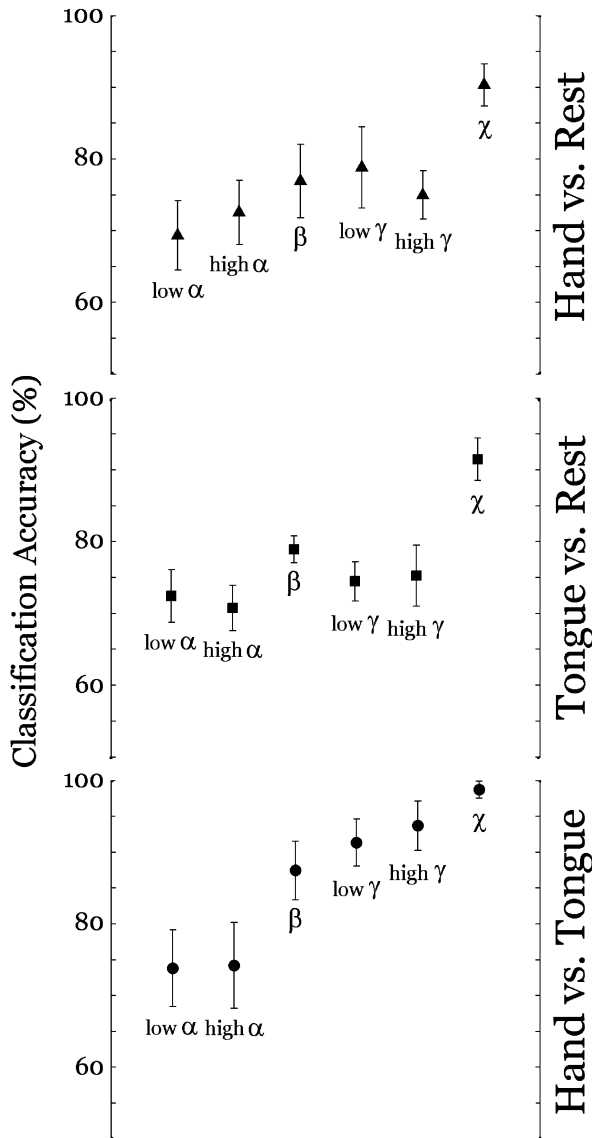 Classification Accuracy (%)
100
80
60
low α
high α
β
low γ
high γ
χ
Hand vs. Rest
100
80
60
low α
high α
β
low γ
high γ
χ
Tongue vs. Rest
100
80
60
low α
high α
β
low γ
high γ
χ
Hand vs. Tongue